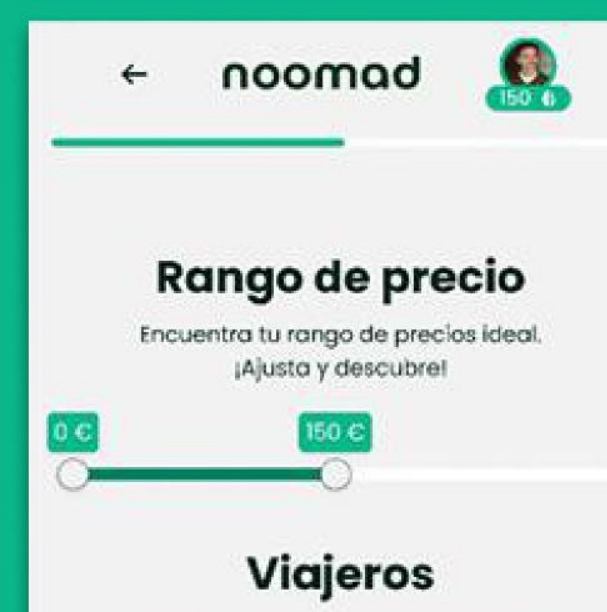 ←
noomad
150
Rango de precio
Encuentra tu rango de precios ideal.
¡Ajusta y descubre!
0 € 150 €
Viajeros